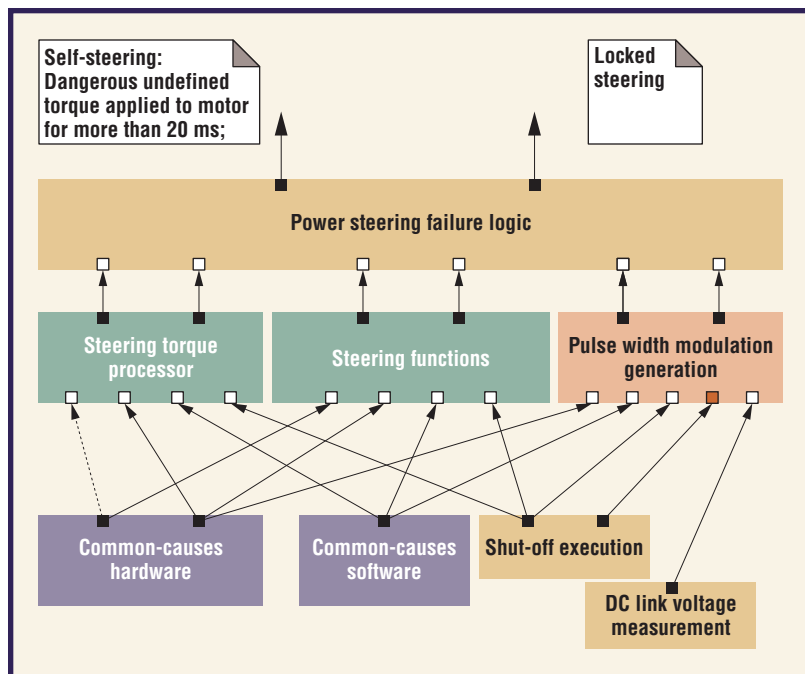 Self-steering:
Dangerous undefined
torque applied to motor
for more than 20 ms;
Locked
steering
Power steering failure logic
Steering torque
processor
Steering functions
Pulse width modulation
generation
Common-causes
hardware
Common-causes
software
Shut-off execution
DC link voltage
measurement